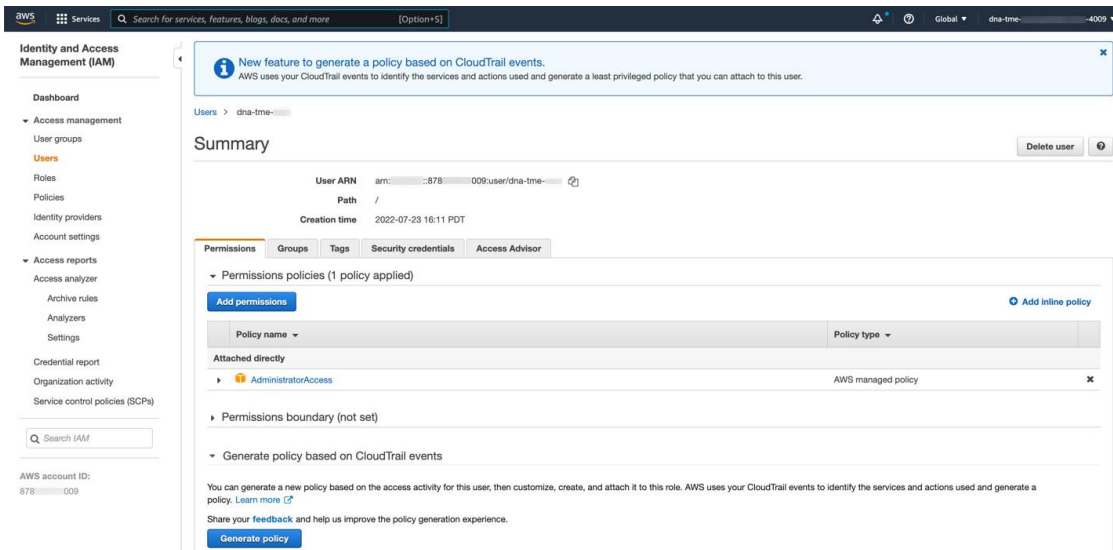 aws Services Search for services, features, blogs, docs, and more [Option+S] Global dna-tme- -4009
Identity and Access
Management (IAM)
Dashboard
Access management
User groups
Users
Roles
Policies
Identity providers
Account settings
Access reports
Access analyzer
Archive rules
Analyzers
Settings
Credential report
Organization activity
Service control policies (SCPs)
Search IAM
AWS account ID:
878 009
New feature to generate a policy based on CloudTrail events.
AWS uses your CloudTrail events to identify the services and actions used and generate a least privileged policy that you can attach to this user.
Users > dna-tme-
Summary
Delete user
User ARN arn: ::878 009:user/dna-tme-
Path /
Creation time 2022-07-23 16:11 PDT
Permissions Groups Tags Security credentials Access Advisor
Permissions policies (1 policy applied)
Add permissions Add inline policy
Policy name Policy type
Attached directly
AdministratorAccess AWS managed policy
Permissions boundary (not set)
Generate policy based on CloudTrail events
You can generate a new policy based on the access activity for this user, then customize, create, and attach it to this role. AWS uses your CloudTrail events to identify the services and actions used and generate a
policy. Learn more
Share your feedback and help us improve the policy generation experience.
Generate policy